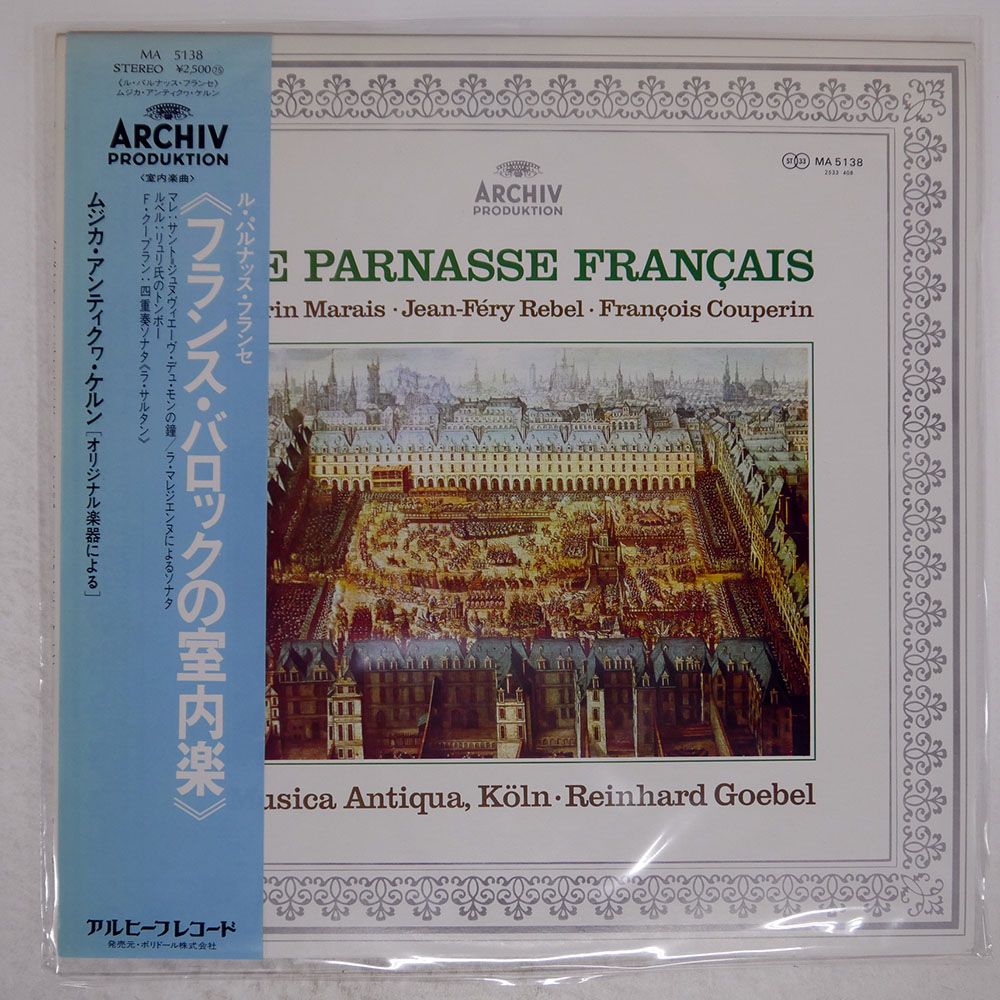 MA 5138
STEREO ¥2,500⑮
《ル・パルナッス・フランセ》
ムジカ・アンティクヮ・ケルン
ARCHIV
PRODUKTION
〈室内楽曲〉
ル・パルナッス・フランセ
《フランス・バロックの室内楽》
マレ:サント=ジュヌヴィエーヴ・デュ・モンの鐘/ラ・マレジエンヌによるソナタ
ルベル:リュリ氏のトンボー
F・クープラン:四重奏ソナタ《ラ・サルタン》
ムジカ・アンティクヮ・ケルン[オリジナル楽器による]
アルヒーフレコード
発売元・ポリドール株式会社
ST 33 MA 5138
2533 408
ARCHIV
PRODUKTION
E PARNASSE FRANÇAIS
rin Marais · Jean-Féry Rebel · François Couperin
usica Antiqua, Köln · Reinhard Goebel